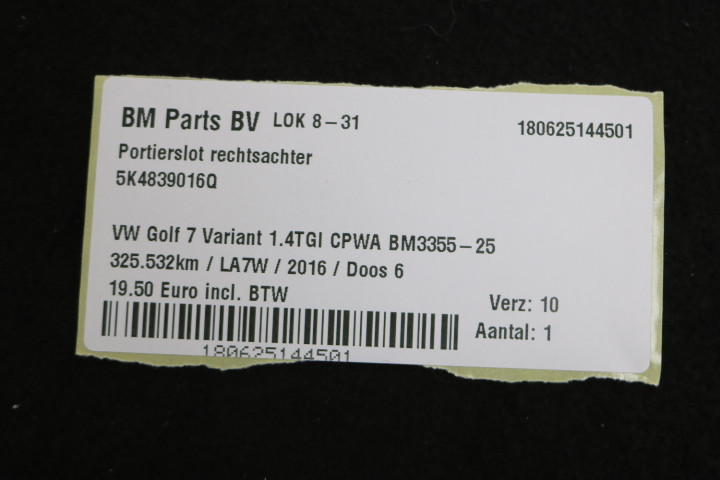 BM Parts BV LOK 8-31 180625144501
Portierslot rechtsachter
5K4839016Q
VW Golf 7 Variant 1.4TGI CPWA BM3355-25
325.532km / LA7W / 2016 / Doos 6
19.50 Euro incl. BTW
Verz: 10
Aantal: 1
180625144501